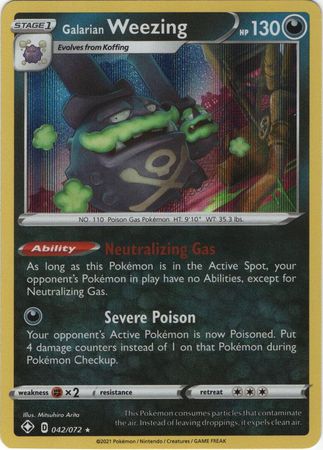 STAGE 1
Galarian Weezing HP 130
Evolves from Koffing
NO. 110 Poison Gas Pokémon HT: 9'10" WT: 35.3 lbs.
Ability Neutralizing Gas
As long as this Pokémon is in the Active Spot, your
opponent's Pokémon in play have no Abilities, except for
Neutralizing Gas.
Severe Poison
Your opponent's Active Pokémon is now Poisoned. Put
4 damage counters instead of 1 on that Pokémon during
Pokémon Checkup.
weakness ×2 resistance retreat
Illus. Mitsuhiro Arita
This Pokémon consumes particles that contaminate
the air. Instead of leaving droppings, it expels clean air.
D 042/072 ★
©2021 Pokémon / Nintendo / Creatures / GAME FREAK